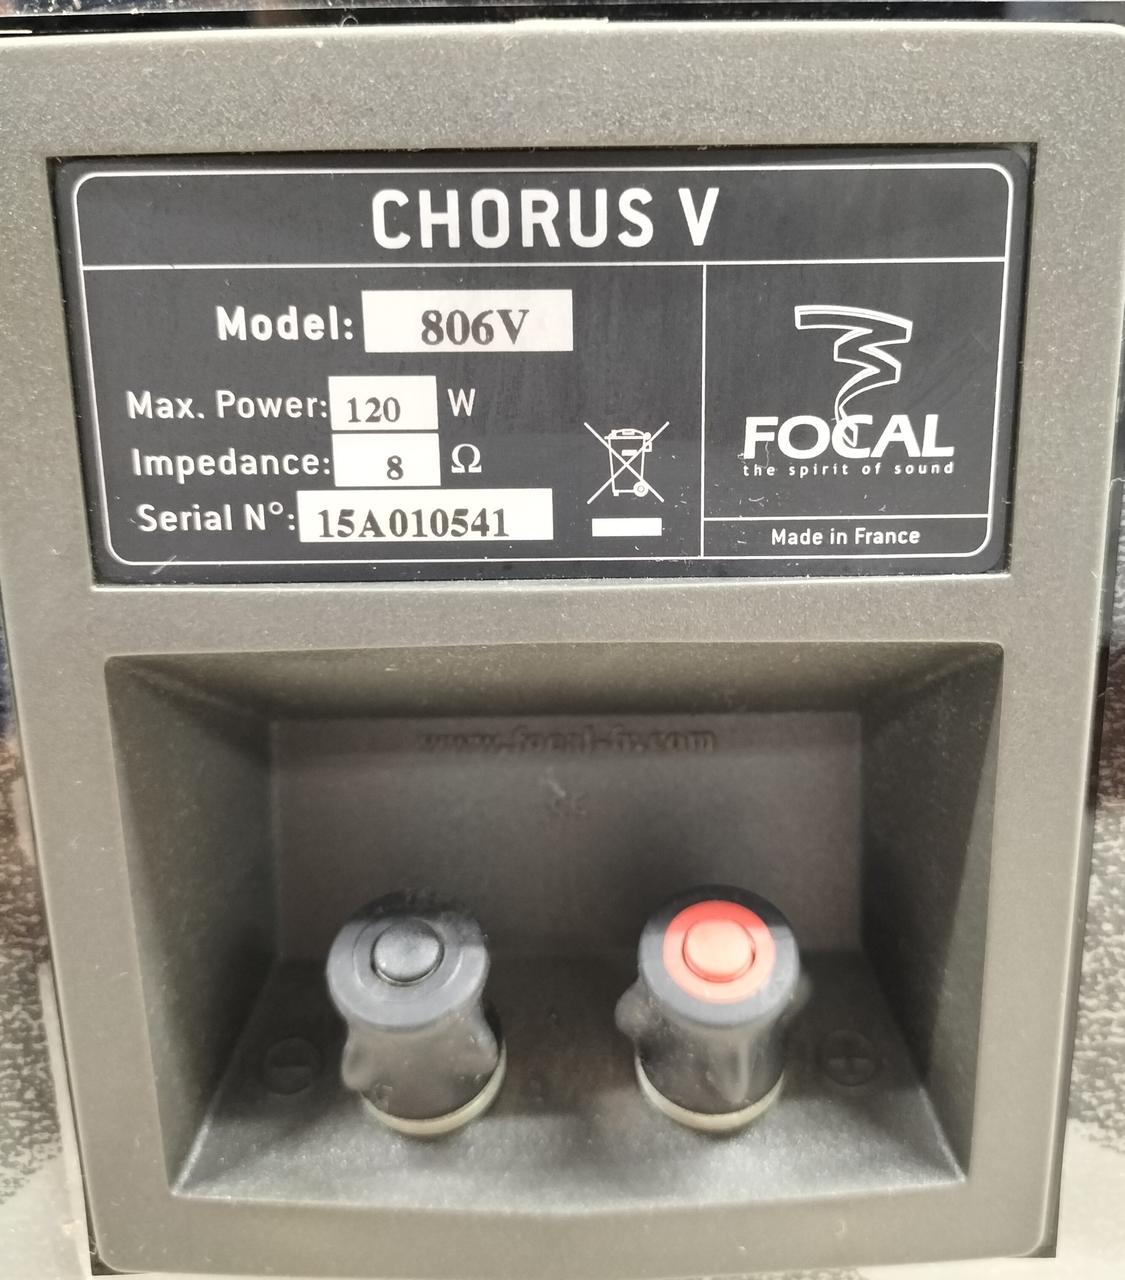 CHORUS V
Model: 806V
Max. Power: 120 W
Impedance: 8 Ω
Serial N°: 15A010541
FOCAL
the spirit of sound
Made in France
www.focal-fr.com
CE
- +